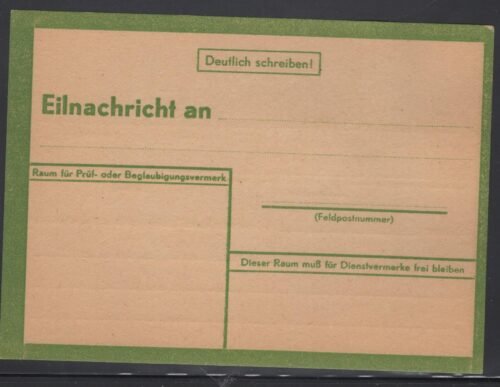 Deutlich schreiben!
Eilnachricht an
Raum für Prüf- oder Beglaubigungsvermerk
(Feldpostnummer)
Dieser Raum muß für Dienstvermerke frei bleiben